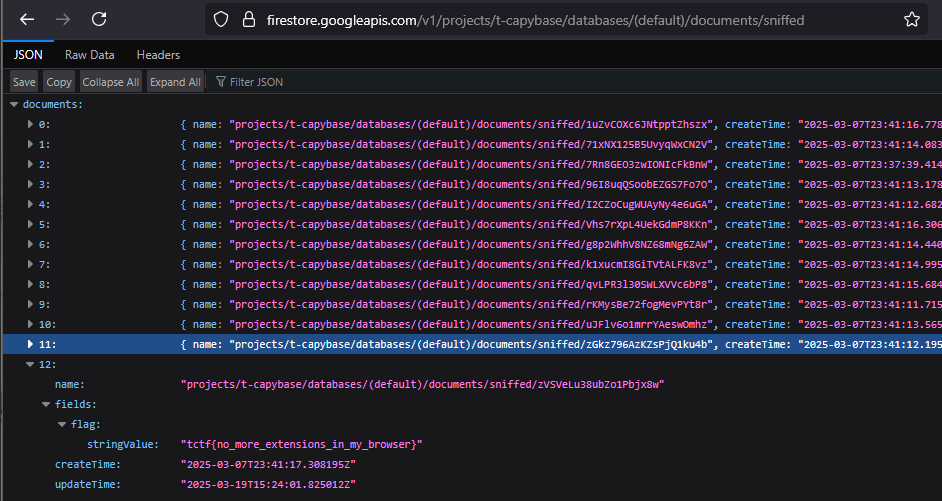 firestore.googleapis.com/v1/projects/t-capybase/databases/(default)/documents/sniffed
JSON Raw Data Headers
Save Copy Collapse All Expand All Filter JSON
documents:
0: { name: "projects/t-capybase/databases/(default)/documents/sniffed/1uZvCOXc6JNtpptZhszx", createTime: "2025-03-07T23:41:16.778
1: { name: "projects/t-capybase/databases/(default)/documents/sniffed/71xNX125B5UvyqWxCN2V", createTime: "2025-03-07T23:41:14.083
2: { name: "projects/t-capybase/databases/(default)/documents/sniffed/7Rn8GEO3zwIONIcFkBnW", createTime: "2025-03-07T23:37:39.414
3: { name: "projects/t-capybase/databases/(default)/documents/sniffed/96I8uqQSoobEZGS7Fo7O", createTime: "2025-03-07T23:41:13.178
4: { name: "projects/t-capybase/databases/(default)/documents/sniffed/I2CZoCugWUAyNy4e6uGA", createTime: "2025-03-07T23:41:12.682
5: { name: "projects/t-capybase/databases/(default)/documents/sniffed/Vhs7rXpL4UekGdmP8KKn", createTime: "2025-03-07T23:41:16.306
6: { name: "projects/t-capybase/databases/(default)/documents/sniffed/g8p2WhhV8NZ68mNg6ZAW", createTime: "2025-03-07T23:41:14.440
7: { name: "projects/t-capybase/databases/(default)/documents/sniffed/k1xucmI8GiTVtALFK8vz", createTime: "2025-03-07T23:41:14.995
8: { name: "projects/t-capybase/databases/(default)/documents/sniffed/qvLPR3l30SWLXVVc6bP8", createTime: "2025-03-07T23:41:15.684
9: { name: "projects/t-capybase/databases/(default)/documents/sniffed/rKMysBe72fogMevPYt8r", createTime: "2025-03-07T23:41:11.715
10: { name: "projects/t-capybase/databases/(default)/documents/sniffed/uJFlv6o1mrrYAeswOmhz", createTime: "2025-03-07T23:41:13.565
11: { name: "projects/t-capybase/databases/(default)/documents/sniffed/zGkz796AzKZsPjQ1ku4b", createTime: "2025-03-07T23:41:12.195
12:
name: "projects/t-capybase/databases/(default)/documents/sniffed/zVSVeLu38ubZo1Pbjx8w"
fields:
flag:
stringValue: "tctf{no_more_extensions_in_my_browser}"
createTime: "2025-03-07T23:41:17.308195Z"
updateTime: "2025-03-19T15:24:01.825012Z"